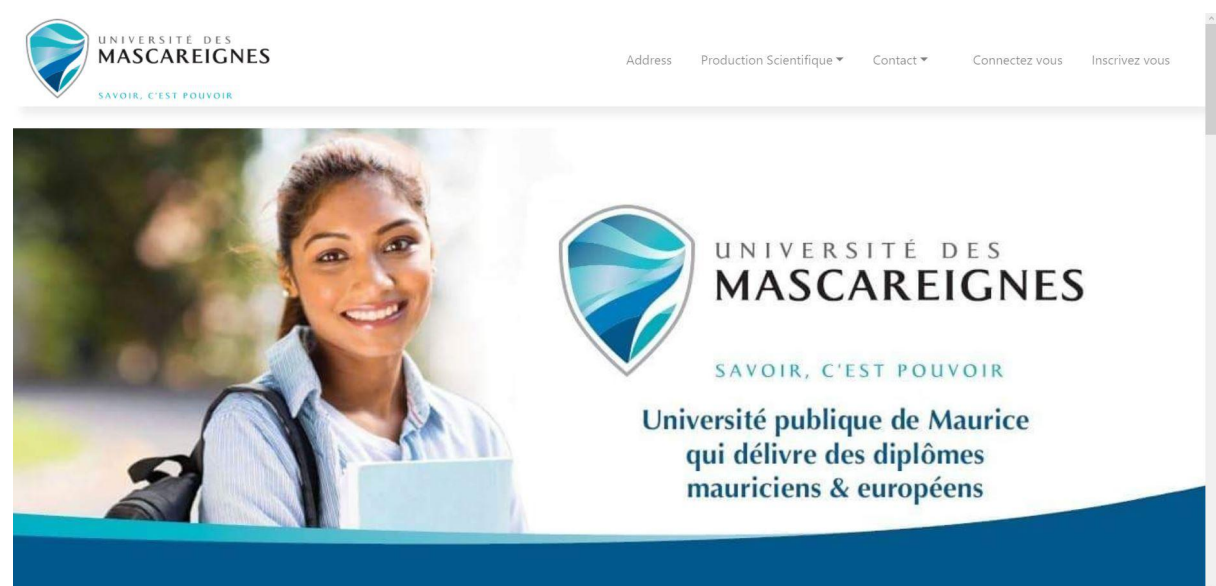 UNIVERSITÉ DES
MASCAREIGNES
SAVOIR, C'EST POUVOIR
Address Production Scientifique Contact Connectez vous Inscrivez vous
UNIVERSITÉ DES
MASCAREIGNES
SAVOIR, C'EST POUVOIR
Université publique de Maurice
qui délivre des diplômes
mauriciens & européens